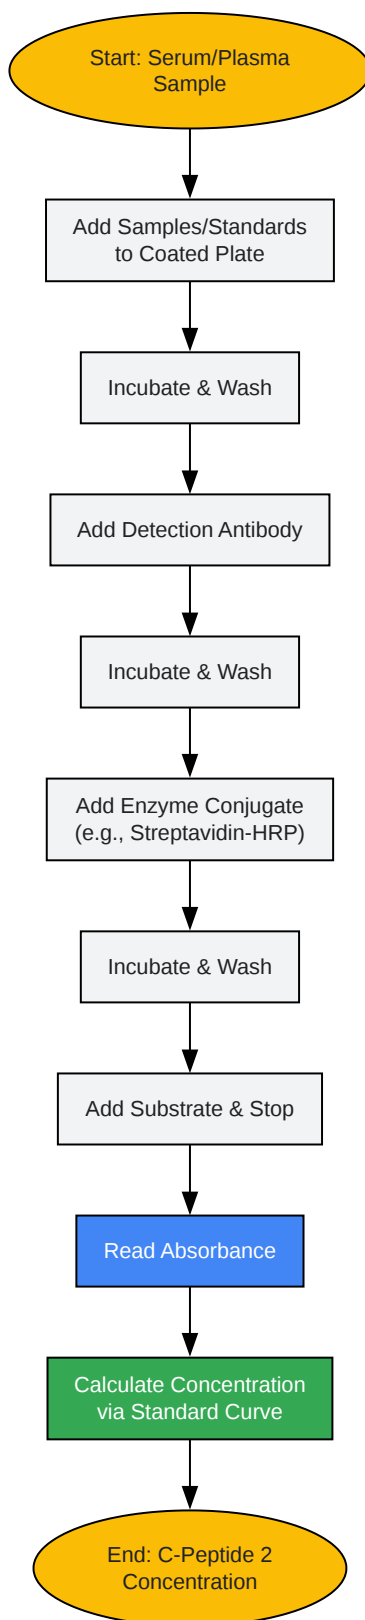 Start: Serum/Plasma
Sample
Add Samples/Standards
to Coated Plate
Incubate & Wash
Add Detection Antibody
Incubate & Wash
Add Enzyme Conjugate
(e.g., Streptavidin-HRP)
Incubate & Wash
Add Substrate & Stop
Read Absorbance
Calculate Concentration
via Standard Curve
End: C-Peptide 2
Concentration